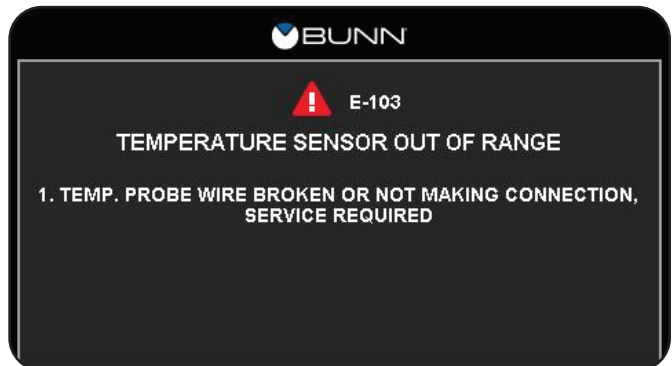 BUNN
E-103
TEMPERATURE SENSOR OUT OF RANGE
1. TEMP. PROBE WIRE BROKEN OR NOT MAKING CONNECTION,
SERVICE REQUIRED